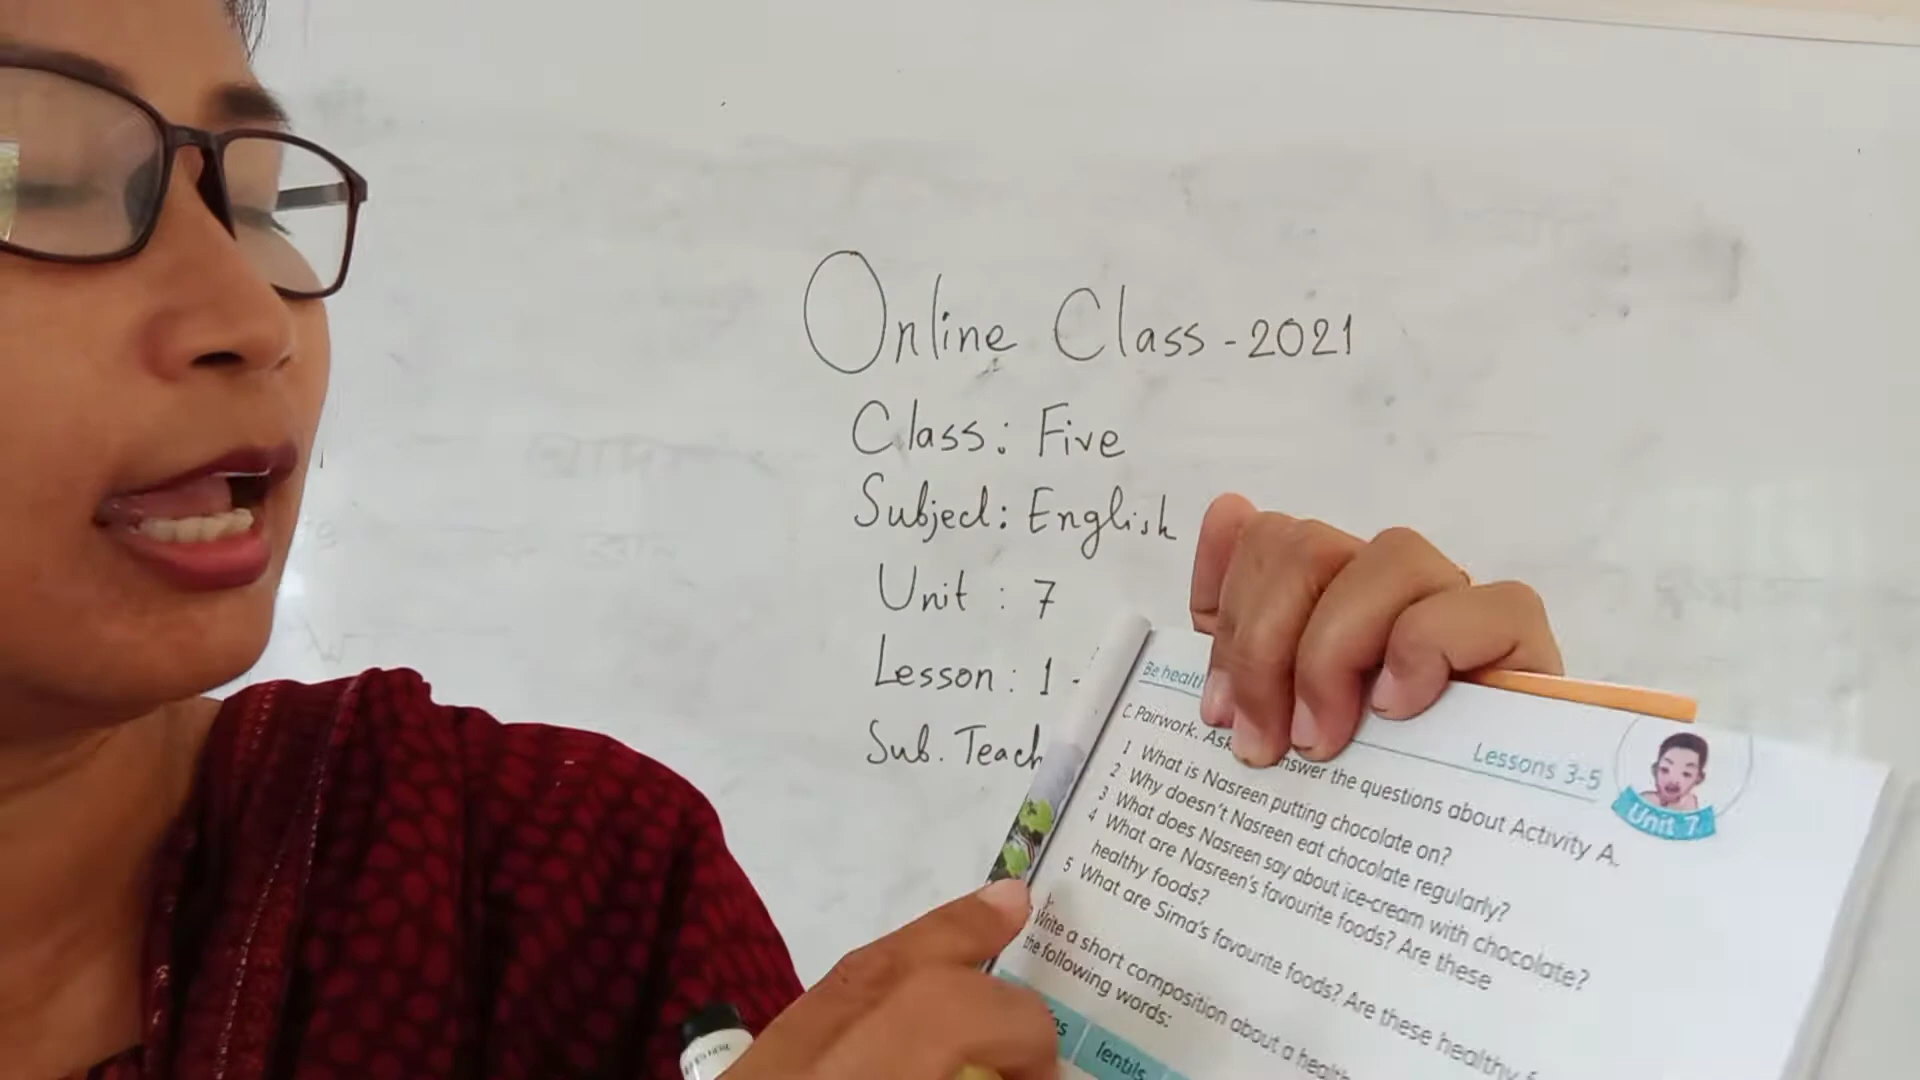 Online Class - 2021
Class: Five
Subject: English
Unit : 7
Lesson : 1 -
Sub. Teach
Be health
Lessons 3-5
Unit 7
C. Pairwork. Ask nswer the questions about Activity A.
1 What is Nasreen putting chocolate on?
2 Why doesn't Nasreen eat chocolate regularly?
3 What does Nasreen say about ice-cream with chocolate?
4 What are Nasreen's favourite foods? Are these
healthy foods?
5 What are Sima's favourite foods? Are these healthy f
Write a short composition about a health
the following words:
lentils